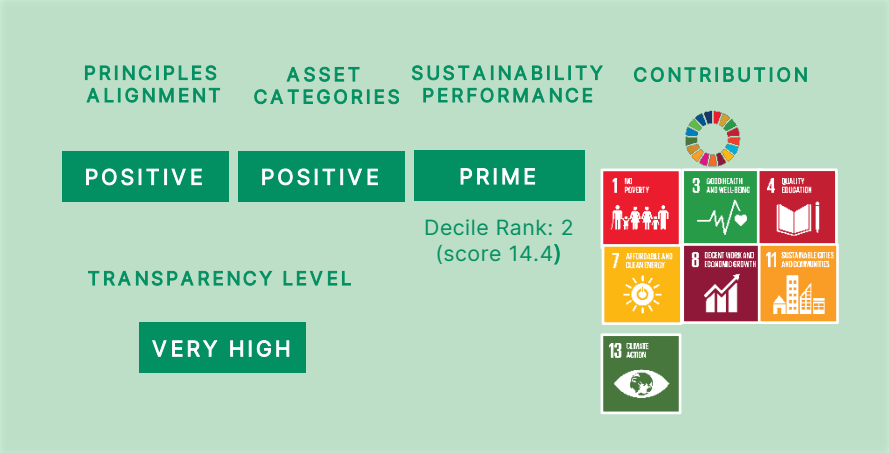 PRINCIPLES
ALIGNMENT
ASSET
CATEGORIES
SUSTAINABILITY
PERFORMANCE
CONTRIBUTION
POSITIVE
POSITIVE
PRIME
Decile Rank: 2
(score 14.4)
TRANSPARENCY LEVEL
VERY HIGH
1 NO
POVERTY
3 GOOD HEALTH
AND WELL-BEING
4 QUALITY
EDUCATION
7 AFFORDABLE AND
CLEAN ENERGY
8 DECENT WORK AND
ECONOMIC GROWTH
11 SUSTAINABLE CITIES
AND COMMUNITIES
13 CLIMATE
ACTION